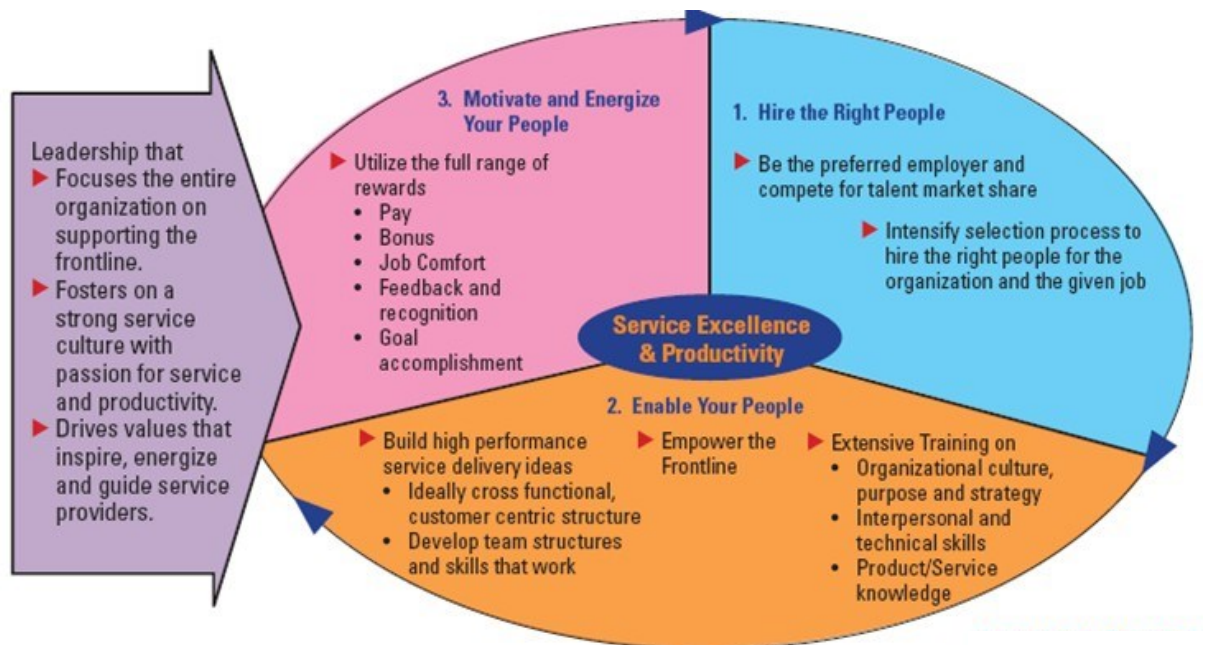 Leadership that
▶ Focuses the entire
organization on
supporting the
frontline.
▶ Fosters on a
strong service
culture with
passion for service
and productivity.
▶ Drives values that
inspire, energize
and guide service
providers.
3. Motivate and Energize
Your People
▶ Utilize the full range of
rewards
• Pay
• Bonus
• Job Comfort
• Feedback and
recognition
• Goal
accomplishment
1. Hire the Right People
▶ Be the preferred employer and
compete for talent market share
▶ Intensify selection process to
hire the right people for the
organization and the given job
Service Excellence
& Productivity
2. Enable Your People
▶ Build high performance
service delivery ideas
• Ideally cross functional,
customer centric structure
• Develop team structures
and skills that work
▶ Empower the
Frontline
▶ Extensive Training on
• Organizational culture,
purpose and strategy
• Interpersonal and
technical skills
• Product/Service
knowledge